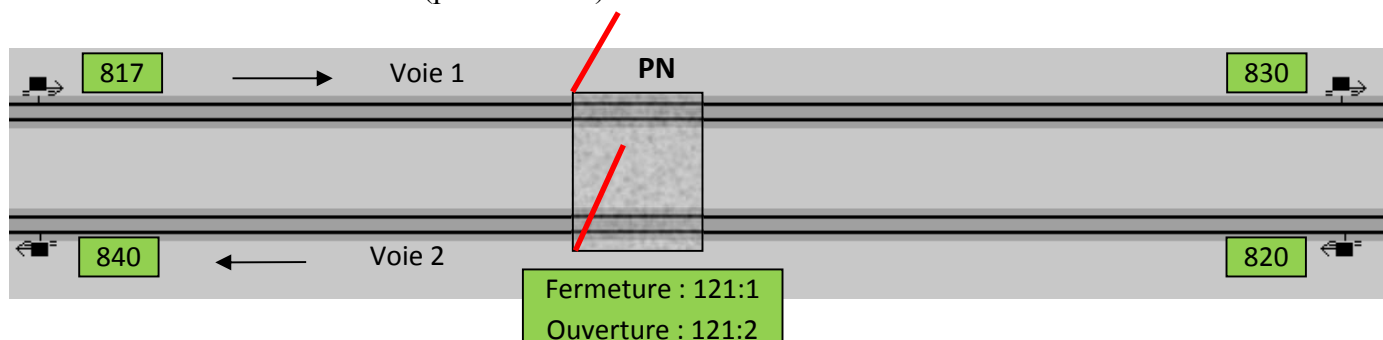 817 Voie 1 PN 830
840 Voie 2 820
Fermeture : 121:1
Ouverture : 121:2